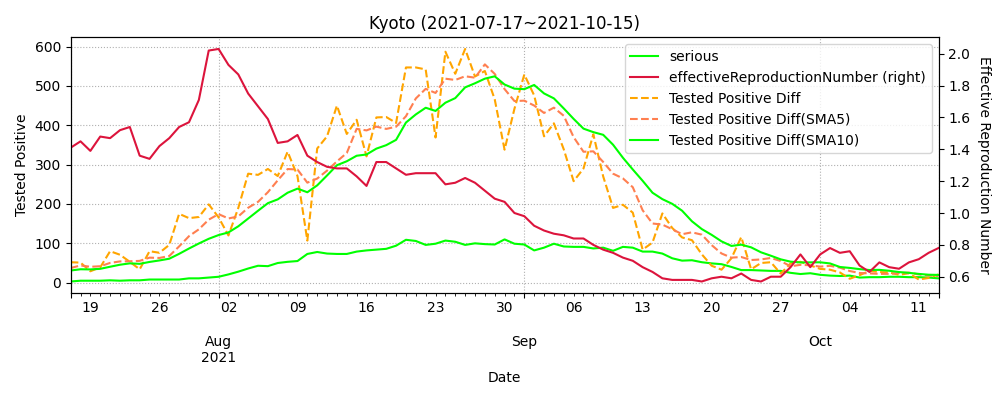 Kyoto (2021-07-17~2021-10-15)
600
500
400
300
200
100
0
Tested Positive
serious
effectiveReproductionNumber (right)
Tested Positive Diff
Tested Positive Diff(SMA5)
Tested Positive Diff(SMA10)
2.0
1.8
1.6
1.4
1.2
1.0
0.8
0.6
Effective Reproduction Number
19 26 02 09 16 23 30 06 13 20 27 04 11
Aug Sep Oct
2021
Date